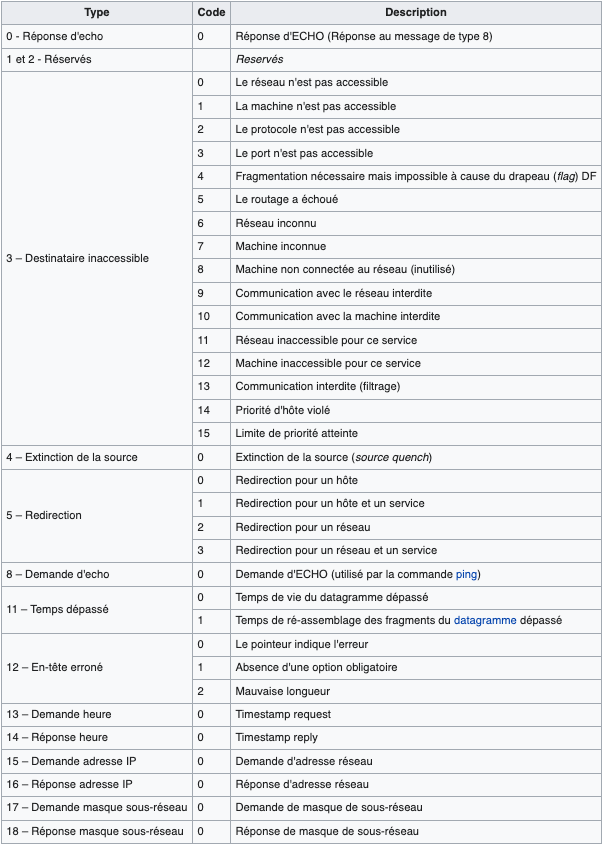 Type Code Description
0 - Réponse d'echo 0 Réponse d'ECHO (Réponse au message de type 8)
1 et 2 - Réservés Reservés
3 – Destinataire inaccessible 0 Le réseau n'est pas accessible
1 La machine n'est pas accessible
2 Le protocole n'est pas accessible
3 Le port n'est pas accessible
4 Fragmentation nécessaire mais impossible à cause du drapeau (flag) DF
5 Le routage a échoué
6 Réseau inconnu
7 Machine inconnue
8 Machine non connectée au réseau (inutilisé)
9 Communication avec le réseau interdite
10 Communication avec la machine interdite
11 Réseau inaccessible pour ce service
12 Machine inaccessible pour ce service
13 Communication interdite (filtrage)
14 Priorité d'hôte violé
15 Limite de priorité atteinte
4 – Extinction de la source 0 Extinction de la source (source quench)
5 – Redirection 0 Redirection pour un hôte
1 Redirection pour un hôte et un service
2 Redirection pour un réseau
3 Redirection pour un réseau et un service
8 – Demande d'echo 0 Demande d'ECHO (utilisé par la commande ping)
11 – Temps dépassé 0 Temps de vie du datagramme dépassé
1 Temps de ré-assemblage des fragments du datagramme dépassé
12 – En-tête erroné 0 Le pointeur indique l'erreur
1 Absence d'une option obligatoire
2 Mauvaise longueur
13 – Demande heure 0 Timestamp request
14 – Réponse heure 0 Timestamp reply
15 – Demande adresse IP 0 Demande d'adresse réseau
16 – Réponse adresse IP 0 Réponse d'adresse réseau
17 – Demande masque sous-réseau 0 Demande de masque de sous-réseau
18 – Réponse masque sous-réseau 0 Réponse de masque de sous-réseau